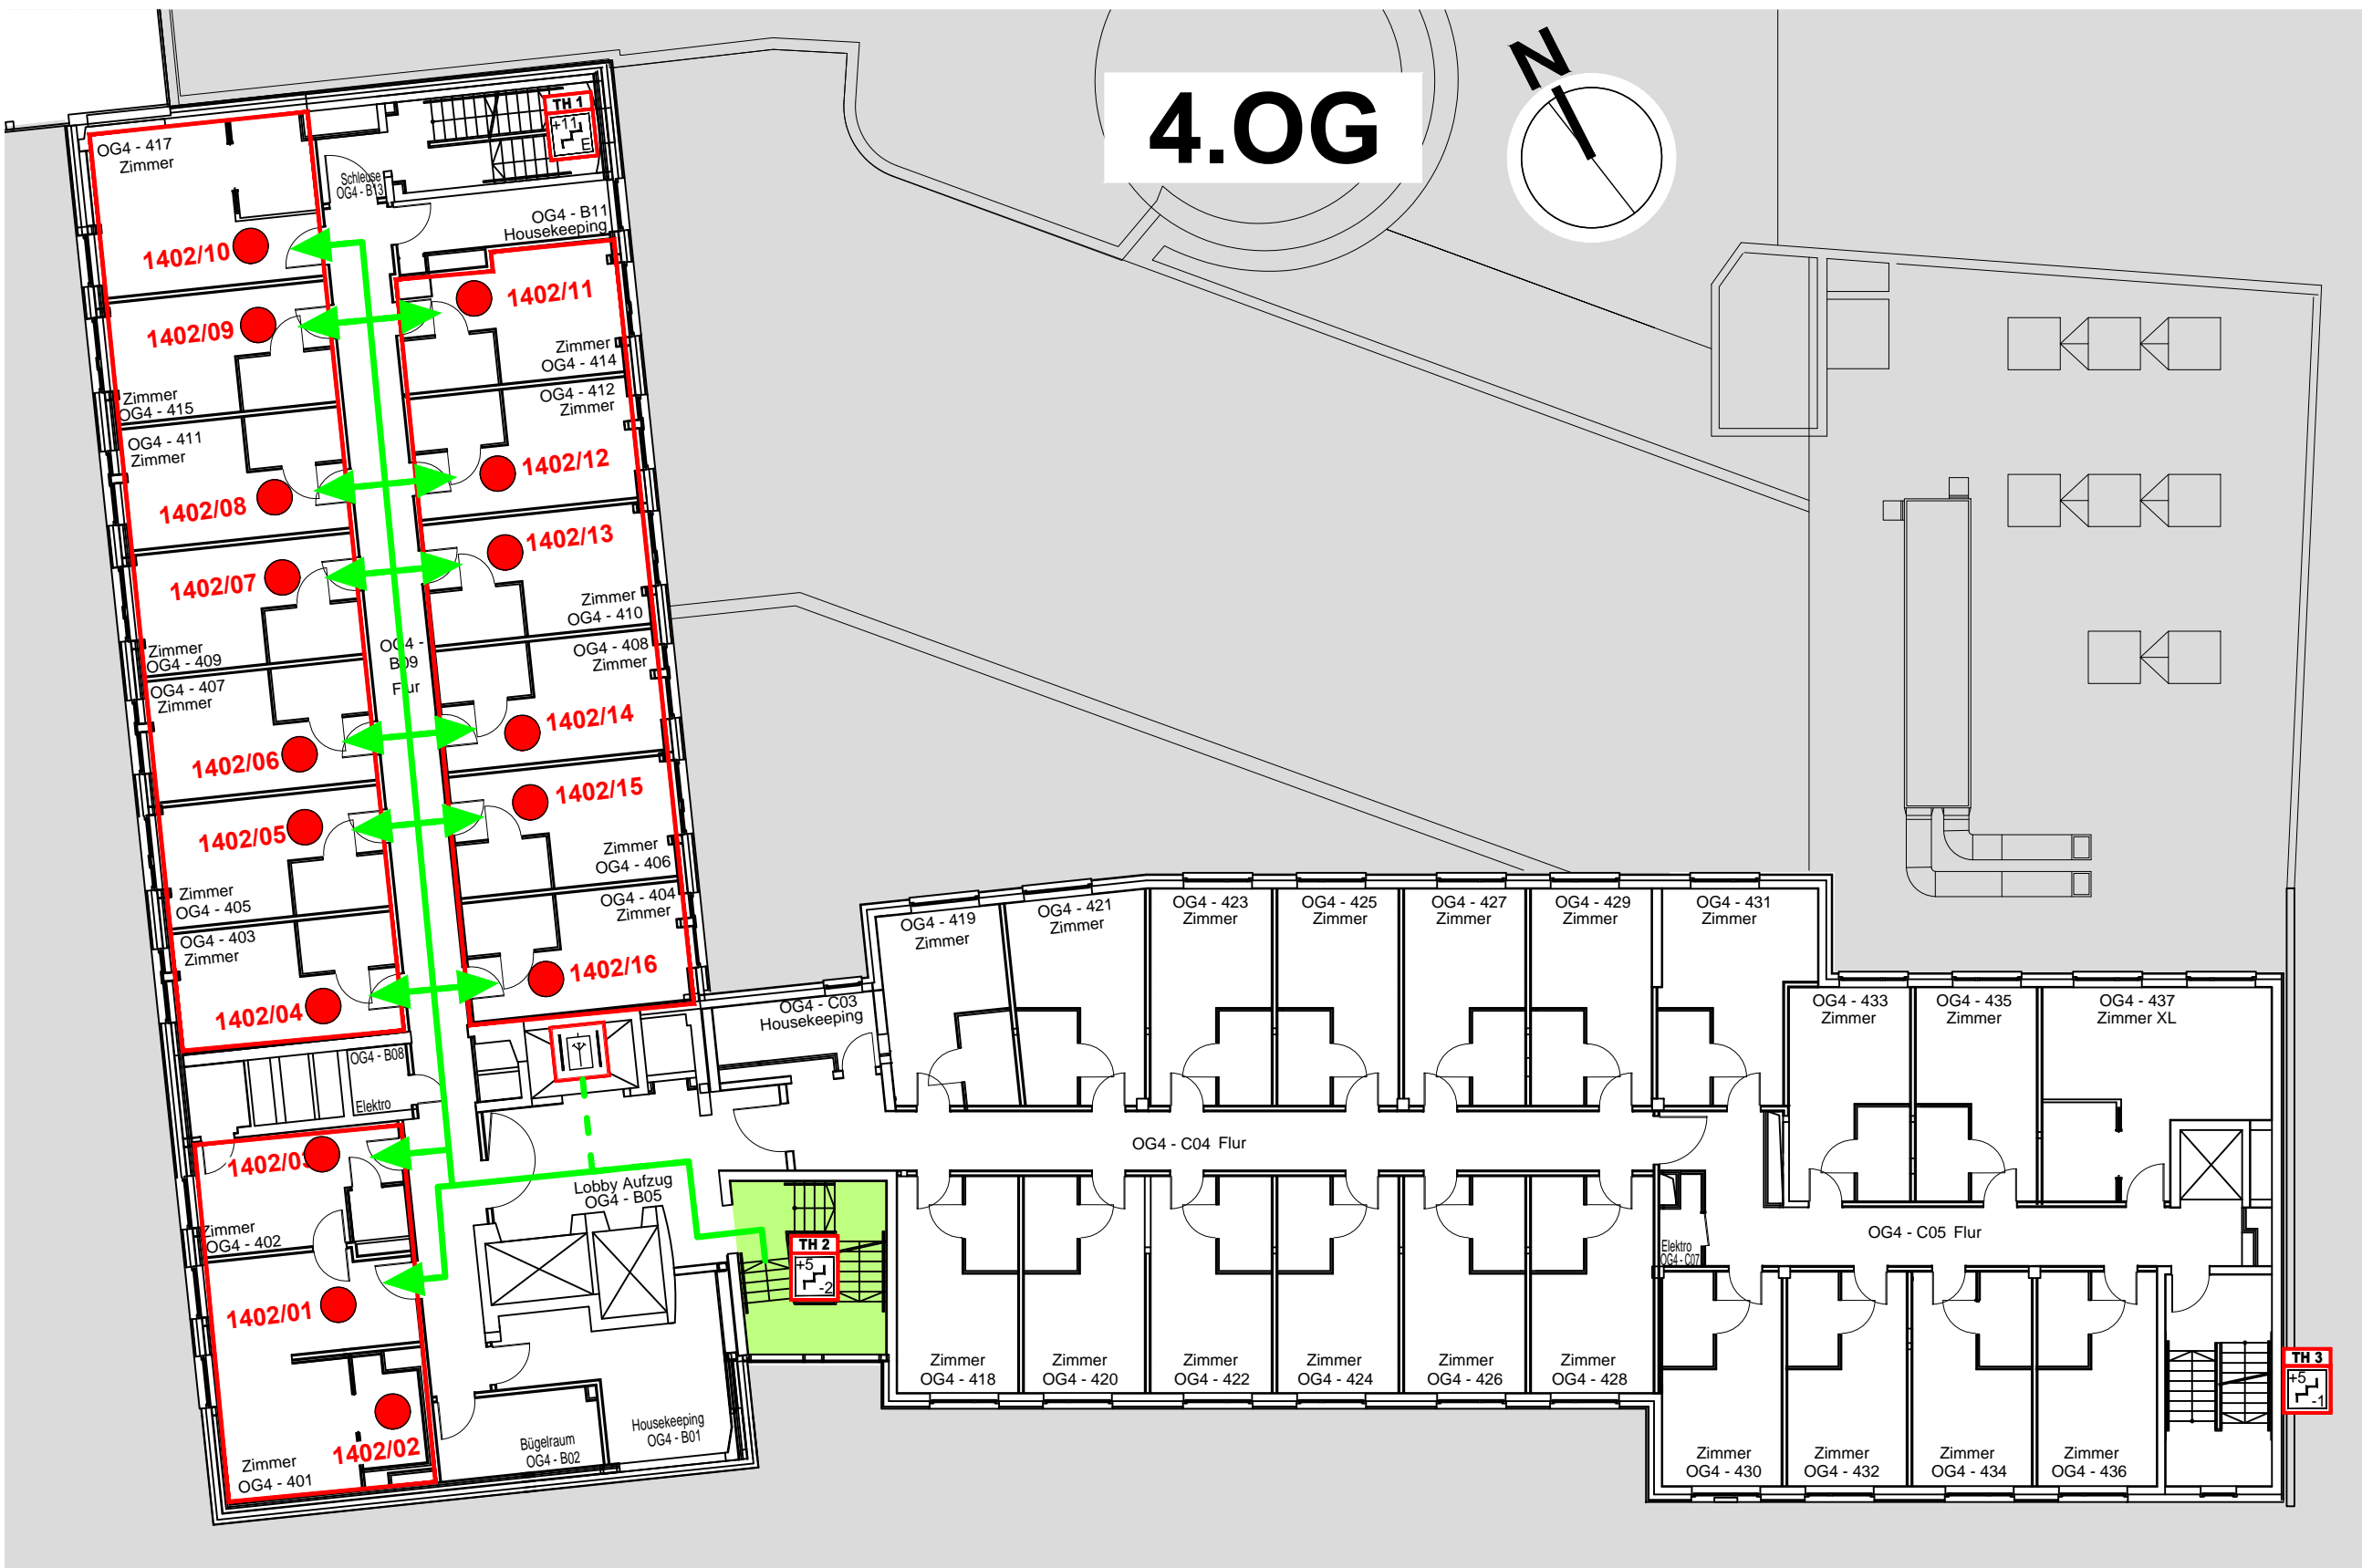 4.OG
N
TH 1
+11
E
OG4 - 417
Zimmer
Schleuse
OG4 - B13
OG4 - B11
Housekeeping
1402/10
1402/11
1402/09
Zimmer
OG4 - 414
Zimmer
OG4 - 415
OG4 - 412
Zimmer
OG4 - 411
Zimmer
1402/12
1402/08
1402/13
1402/07
Zimmer
OG4 - 410
Zimmer
OG4 - 409
OG4 -
B09
Flur
OG4 - 408
Zimmer
OG4 - 407
Zimmer
1402/14
1402/06
1402/15
1402/05
Zimmer
OG4 - 406
Zimmer
OG4 - 405
OG4 - 404
Zimmer
OG4 - 403
Zimmer
1402/16
1402/04
OG4 - C03
Housekeeping
OG4 - B08
Elektro
1402/03
Zimmer
OG4 - 402
Lobby Aufzug
OG4 - B05
1402/01
1402/02
Zimmer
OG4 - 401
Bügelraum
OG4 - B02
Housekeeping
OG4 - B01
TH 2
+5
-2
OG4 - 419
Zimmer
OG4 - 421
Zimmer
OG4 - 423
Zimmer
OG4 - 425
Zimmer
OG4 - 427
Zimmer
OG4 - 429
Zimmer
OG4 - 431
Zimmer
OG4 - 433
Zimmer
OG4 - 435
Zimmer
OG4 - 437
Zimmer XL
OG4 - C04 Flur
OG4 - C05 Flur
Elektro
OG4 - C07
Zimmer
OG4 - 418
Zimmer
OG4 - 420
Zimmer
OG4 - 422
Zimmer
OG4 - 424
Zimmer
OG4 - 426
Zimmer
OG4 - 428
Zimmer
OG4 - 430
Zimmer
OG4 - 432
Zimmer
OG4 - 434
Zimmer
OG4 - 436
TH 3
+5
-1